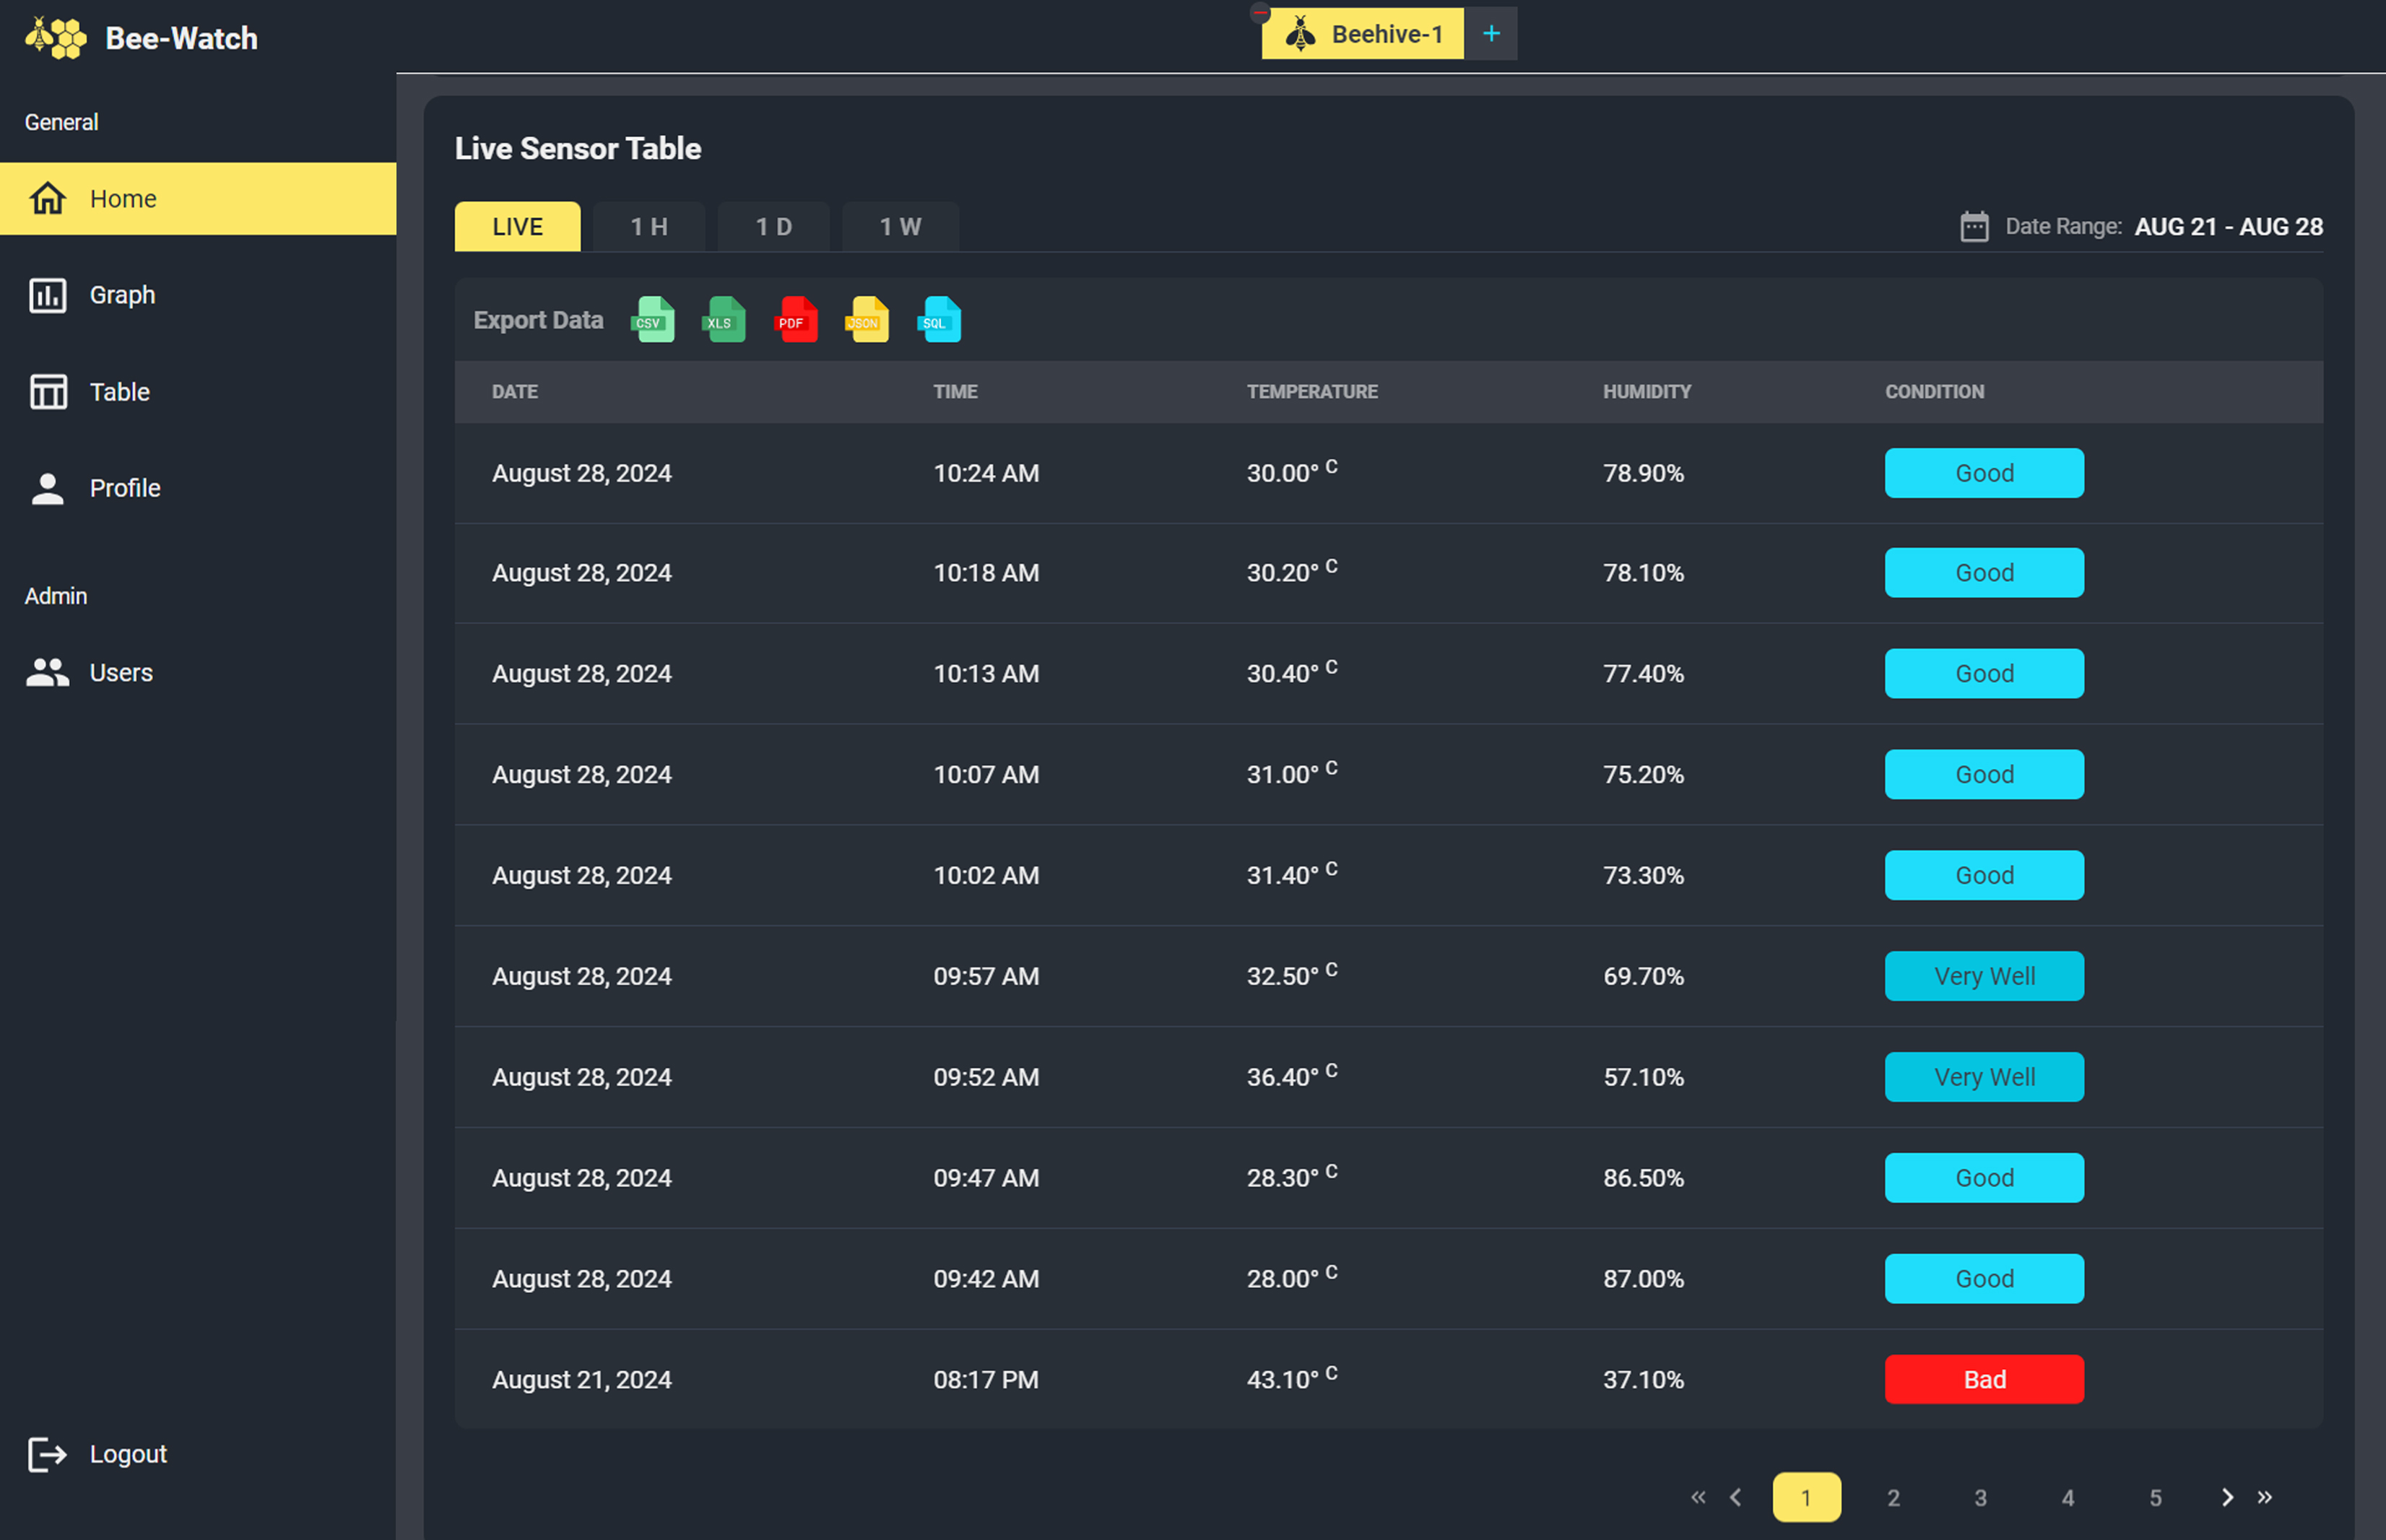 Bee-Watch
Beehive-1 +
General
Home
Graph
Table
Profile
Admin
Users
Logout
Live Sensor Table
LIVE 1 H 1 D 1 W Date Range: AUG 21 - AUG 28
Export Data CSV XLS PDF JSON SQL
DATE TIME TEMPERATURE HUMIDITY CONDITION
August 28, 2024 10:24 AM 30.00° C 78.90% Good
August 28, 2024 10:18 AM 30.20° C 78.10% Good
August 28, 2024 10:13 AM 30.40° C 77.40% Good
August 28, 2024 10:07 AM 31.00° C 75.20% Good
August 28, 2024 10:02 AM 31.40° C 73.30% Good
August 28, 2024 09:57 AM 32.50° C 69.70% Very Well
August 28, 2024 09:52 AM 36.40° C 57.10% Very Well
August 28, 2024 09:47 AM 28.30° C 86.50% Good
August 28, 2024 09:42 AM 28.00° C 87.00% Good
August 21, 2024 08:17 PM 43.10° C 37.10% Bad
« ‹ 1 2 3 4 5 › »